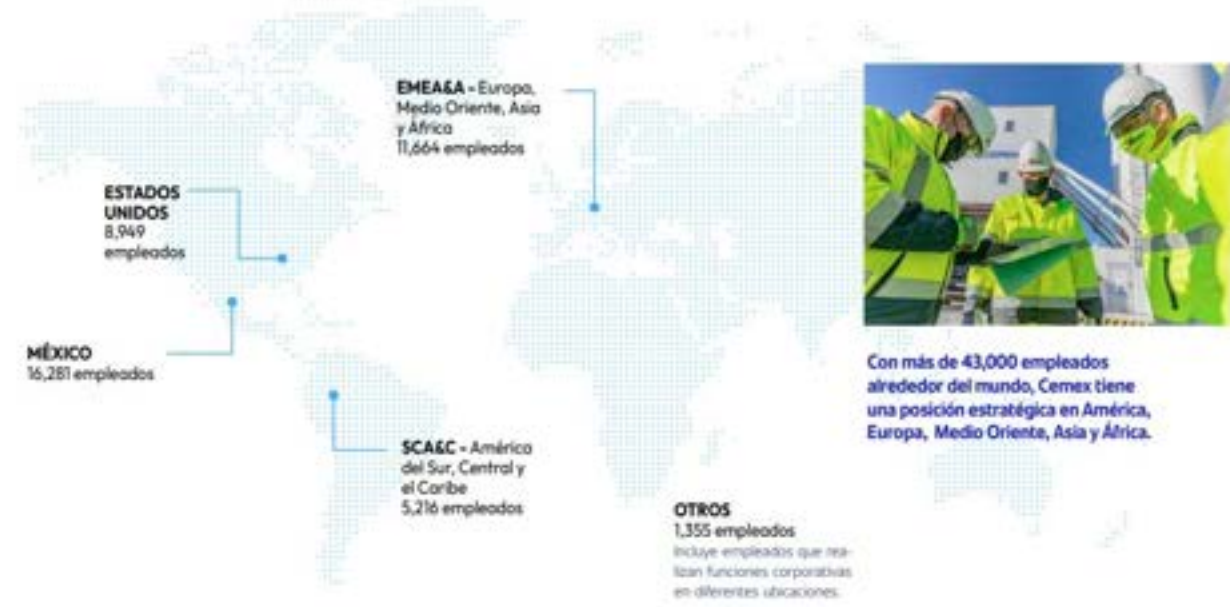 EMEA&A - Europa,
Medio Oriente, Asia
y África
11,664 empleados
ESTADOS
UNIDOS
8,949
empleados
MÉXICO
16,281 empleados
SCA&C - América
del Sur, Central y
el Caribe
5,216 empleados
OTROS
1,355 empleados
Incluye empleados que rea-
lizan funciones corporativas
en diferentes ubicaciones.
Con más de 43,000 empleados
alrededor del mundo, Cemex tiene
una posición estratégica en América,
Europa, Medio Oriente, Asia y África.